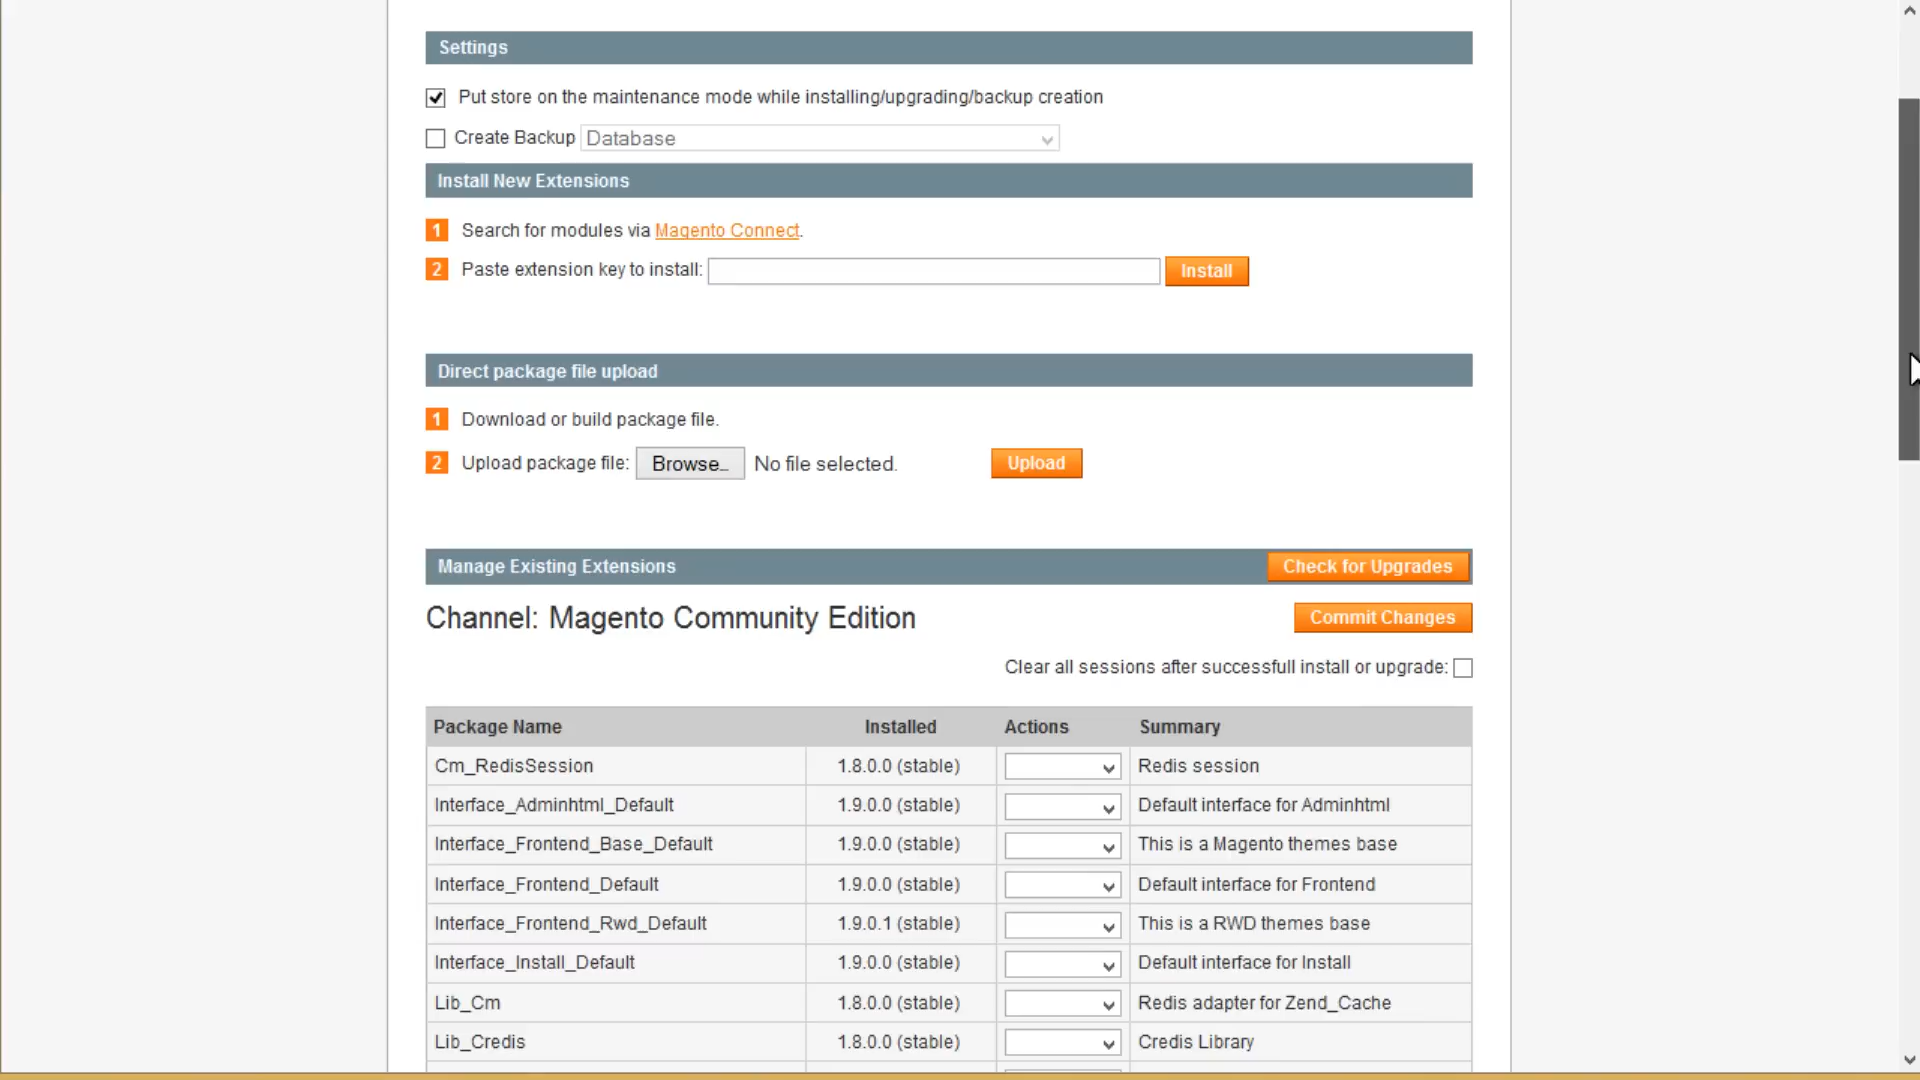 Settings
Put store on the maintenance mode while installing/upgrading/backup creation
Create Backup Database
Install New Extensions
1 Search for modules via Magento Connect.
2 Paste extension key to install: Install
Direct package file upload
1 Download or build package file.
2 Upload package file: Browse... No file selected. Upload
Manage Existing Extensions Check for Upgrades
Channel: Magento Community Edition Commit Changes
Clear all sessions after successfull install or upgrade:
Package Name Installed Actions Summary
Cm_RedisSession 1.8.0.0 (stable) Redis session
Interface_Adminhtml_Default 1.9.0.0 (stable) Default interface for Adminhtml
Interface_Frontend_Base_Default 1.9.0.0 (stable) This is a Magento themes base
Interface_Frontend_Default 1.9.0.0 (stable) Default interface for Frontend
Interface_Frontend_Rwd_Default 1.9.0.1 (stable) This is a RWD themes base
Interface_Install_Default 1.9.0.0 (stable) Default interface for Install
Lib_Cm 1.8.0.0 (stable) Redis adapter for Zend_Cache
Lib_Credis 1.8.0.0 (stable) Credis Library